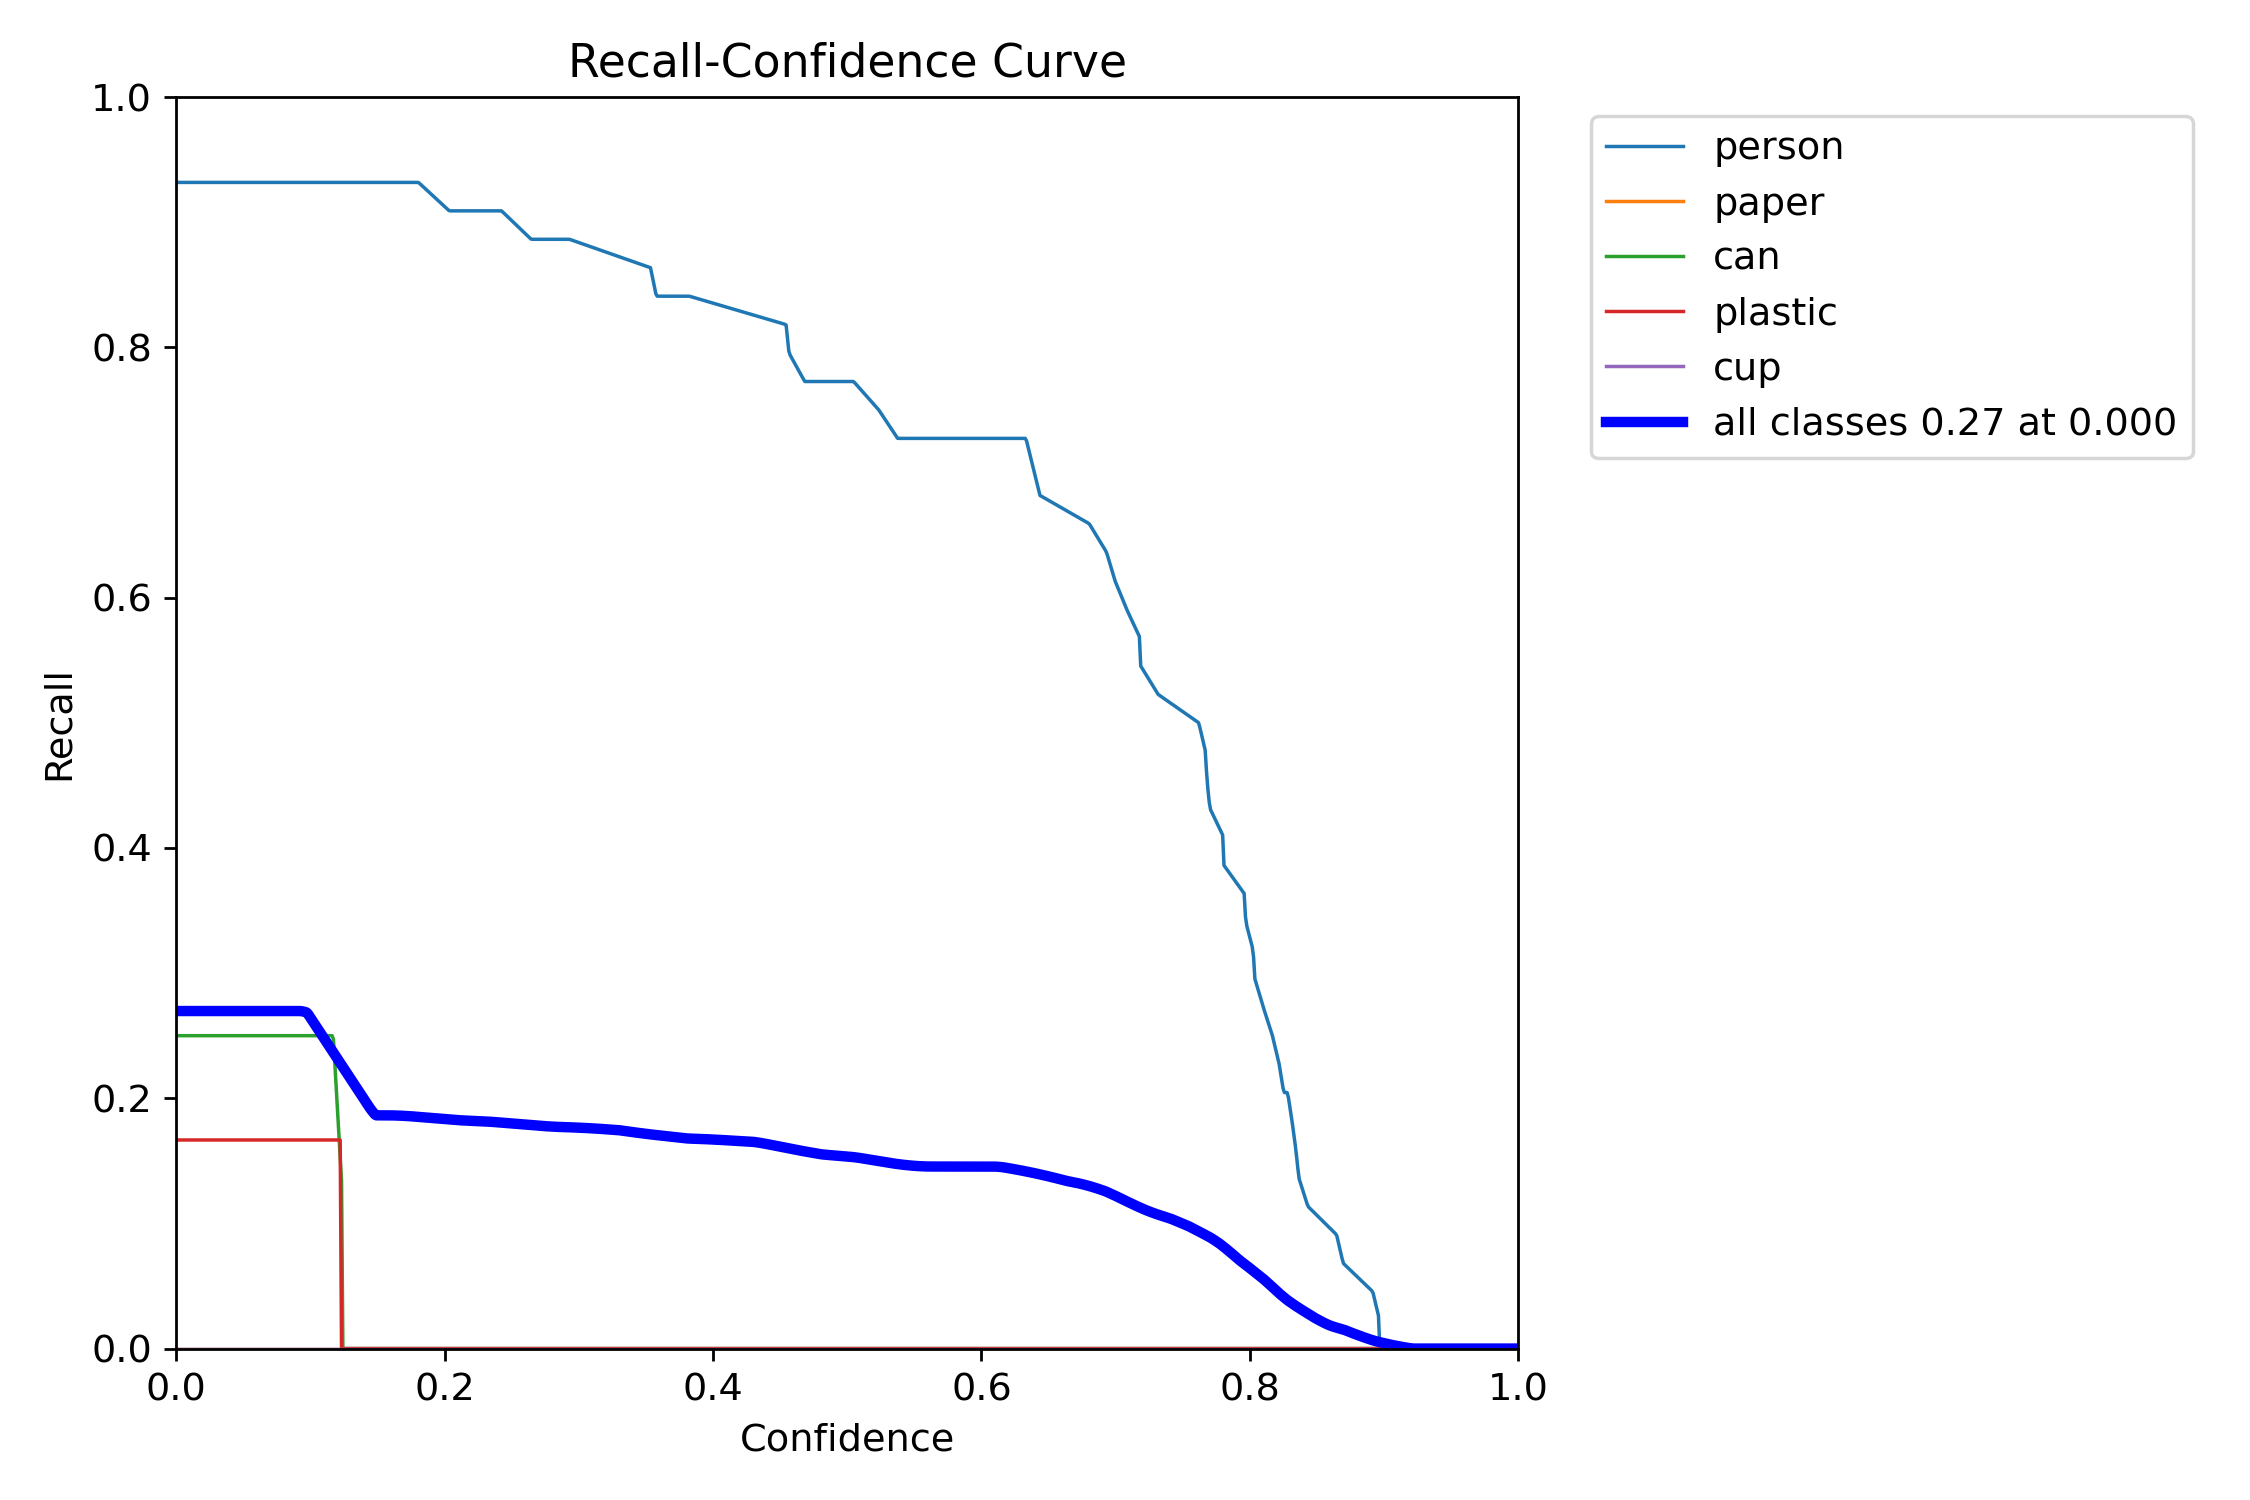 Recall-Confidence Curve
1.0
0.8
0.6
0.4
0.2
0.0
Recall
0.0 0.2 0.4 0.6 0.8 1.0
Confidence
person
paper
can
plastic
cup
all classes 0.27 at 0.000